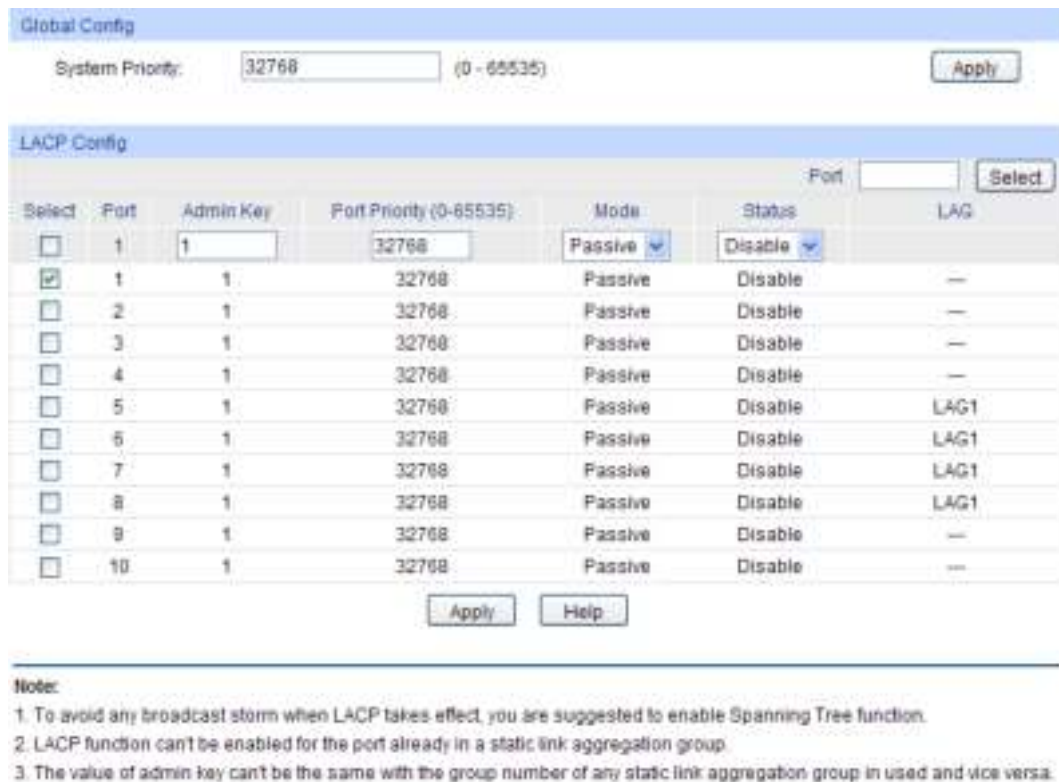 Global Config
System Priority: 32768 (0 - 65535) Apply
LACP Config
Port Select
Select Port Admin Key Port Priority (0-65535) Mode Status LAG
1 1 32768 Passive Disable
1 1 32768 Passive Disable ---
2 1 32768 Passive Disable ---
3 1 32768 Passive Disable ---
4 1 32768 Passive Disable ---
5 1 32768 Passive Disable LAG1
6 1 32768 Passive Disable LAG1
7 1 32768 Passive Disable LAG1
8 1 32768 Passive Disable LAG1
9 1 32768 Passive Disable ---
10 1 32768 Passive Disable ---
Apply Help
Note:
1. To avoid any broadcast storm when LACP takes effect, you are suggested to enable Spanning Tree function.
2. LACP function can't be enabled for the port already in a static link aggregation group.
3. The value of admin key can't be the same with the group number of any static link aggregation group in used and vice versa.